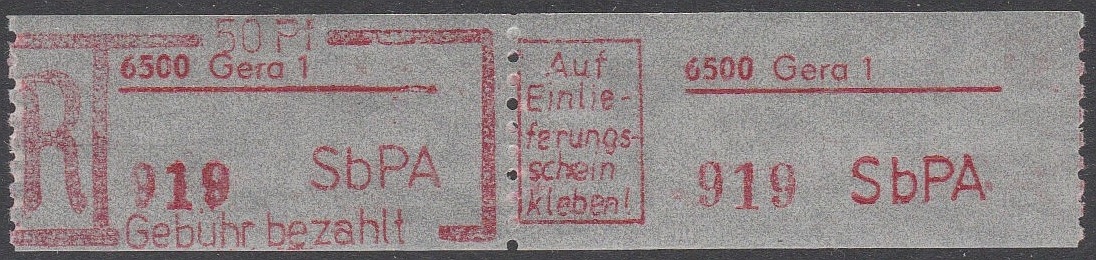 50 Pf
6500 Gera 1
R
919
SbPA
Gebühr bezahlt
Auf
Einlie-
ferungs-
schein
kleben!
6500 Gera 1
919 SbPA